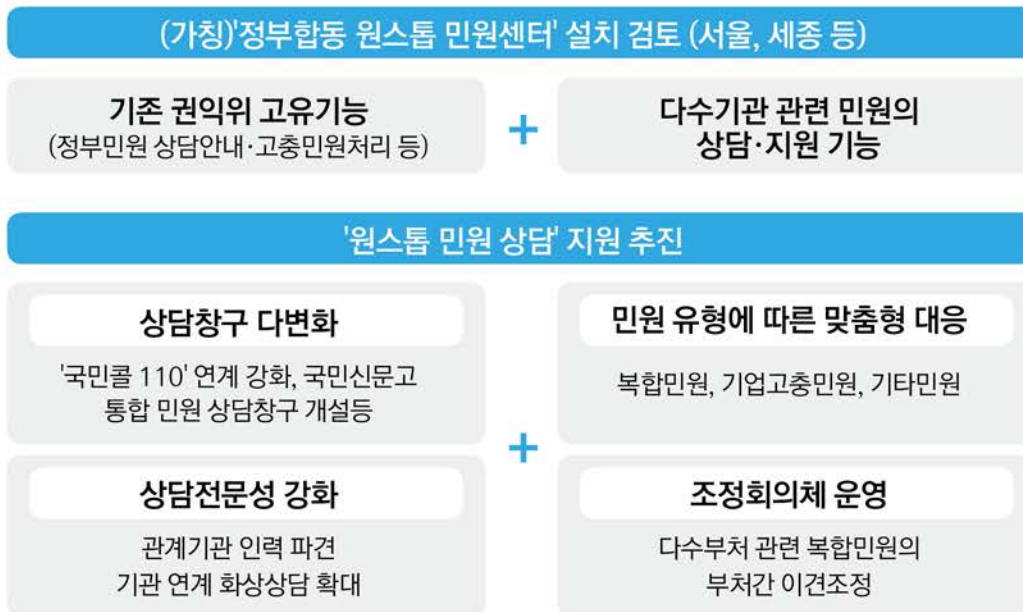 (가칭)'정부합동 원스톱 민원센터' 설치 검토 (서울, 세종 등)
기존 권익위 고유기능
(정부민원 상담안내·고충민원처리 등)
+
다수기관 관련 민원의
상담·지원 기능
'원스톱 민원 상담' 지원 추진
상담창구 다변화
'국민콜 110' 연계 강화, 국민신문고
통합 민원 상담창구 개설등
민원 유형에 따른 맞춤형 대응
복합민원, 기업고충민원, 기타민원
+
상담전문성 강화
관계기관 인력 파견
기관 연계 화상상담 확대
조정회의체 운영
다수부처 관련 복합민원의
부처간 이견조정